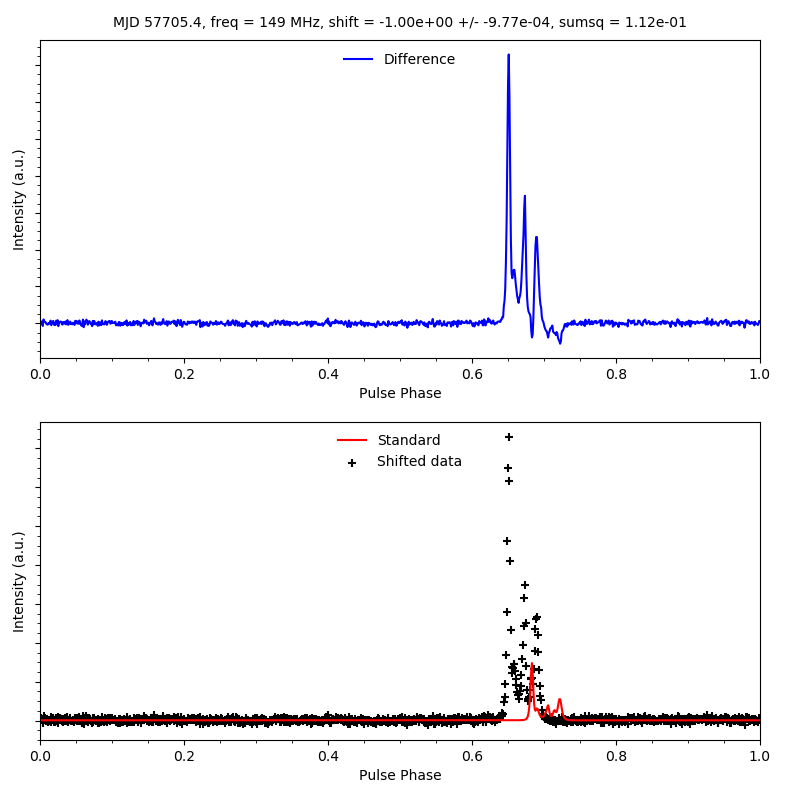 MJD 57705.4, freq = 149 MHz, shift = -1.00e+00 +/- -9.77e-04, sumsq = 1.12e-01
Difference
Intensity (a.u.)
0.0 0.2 0.4 0.6 0.8 1.0
Pulse Phase
Standard
Shifted data
Intensity (a.u.)
0.0 0.2 0.4 0.6 0.8 1.0
Pulse Phase